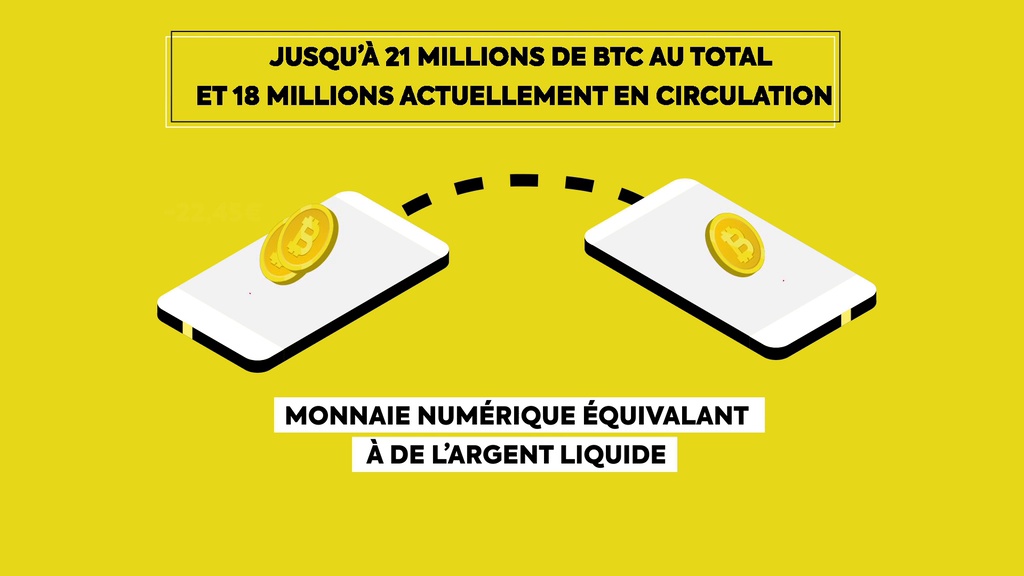 JUSQU'À 21 MILLIONS DE BTC AU TOTAL
ET 18 MILLIONS ACTUELLEMENT EN CIRCULATION
MONNAIE NUMÉRIQUE ÉQUIVALANT
À DE L'ARGENT LIQUIDE